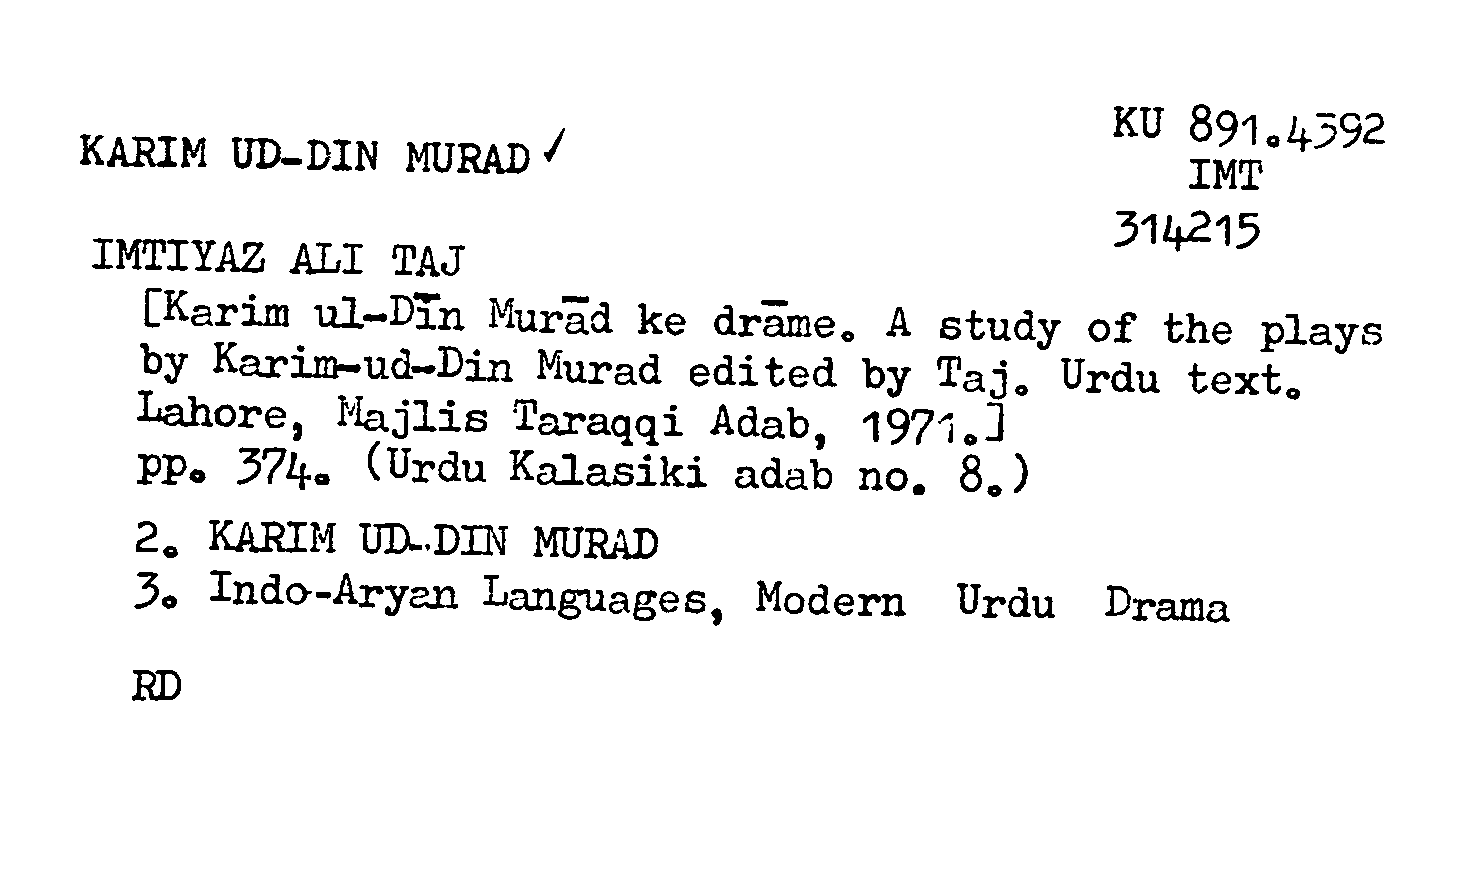 KARIM UD-DIN MURAD ✓
KU 891.4392
IMT
314215
IMTIYAZ ALI TAJ
[Karim ul-Dīn Murād ke drāme. A study of the plays
by Karim-ud-Din Murad edited by Taj. Urdu text.
Lahore, Majlis Taraqqi Adab, 1971.]
pp. 374. (Urdu Kalasiki adab no. 8.)
2. KARIM UD-DIN MURAD
3. Indo-Aryan Languages, Modern Urdu Drama
RD